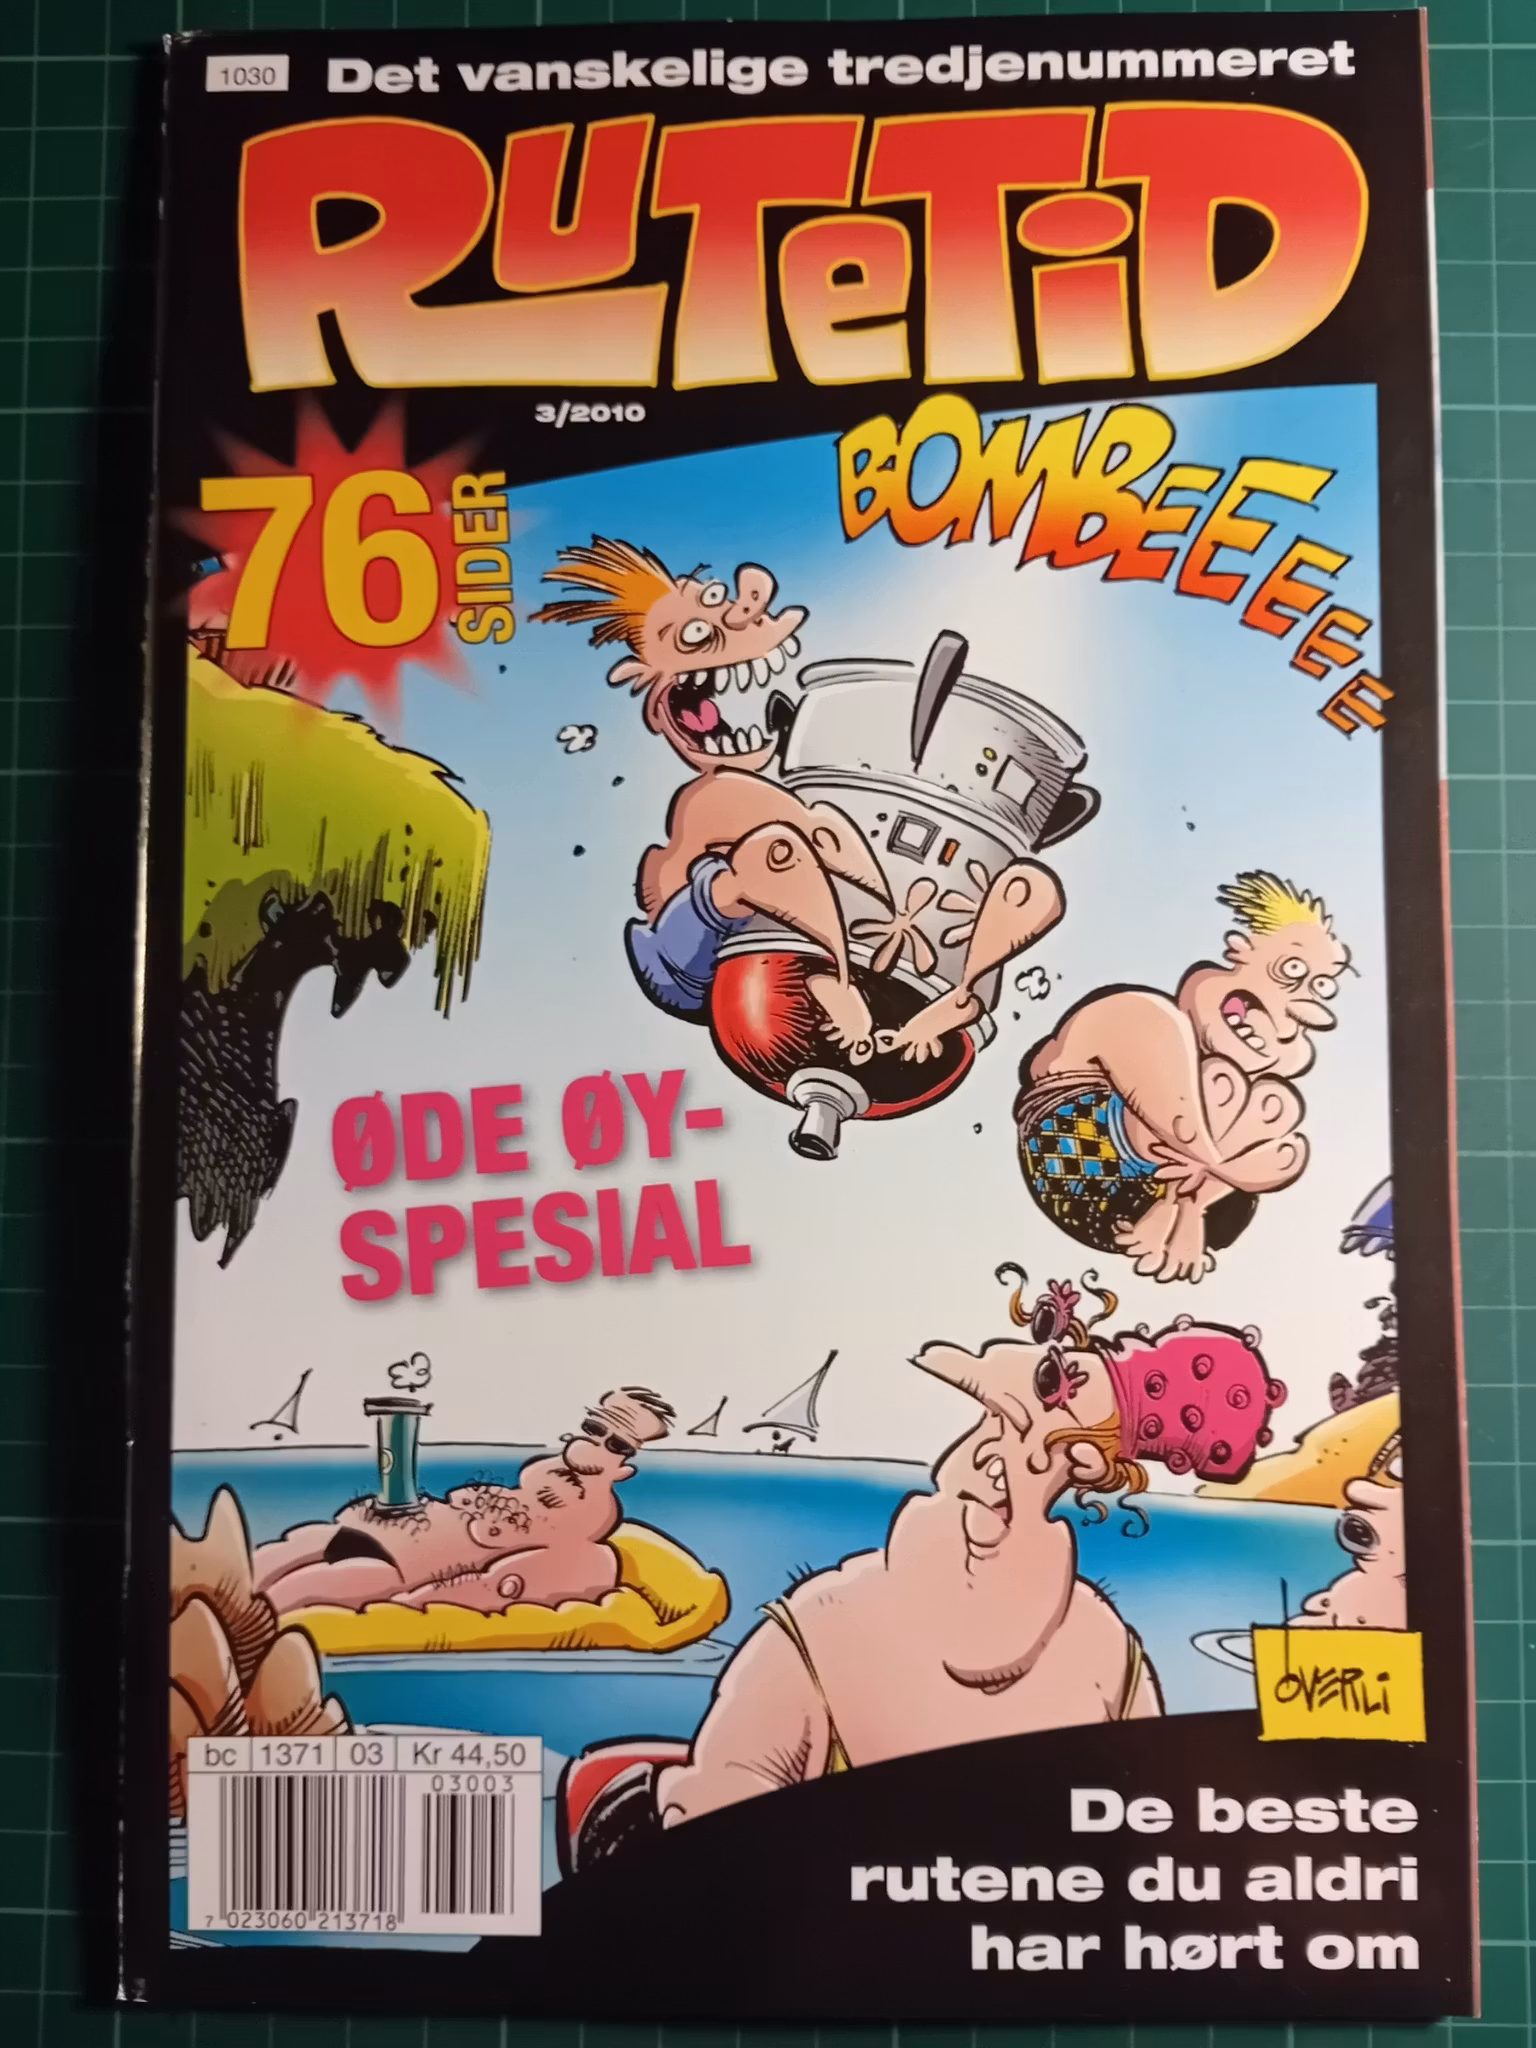 1030
Det vanskelige tredjenummeret
RUTeTiD
3/2010
BOMBEEEEEE
76
SIDER
ØDE ØY-
SPESIAL
ØVERLI
bc 1371 03 Kr 44,50
03003
7 023060 213718
De beste
rutene du aldri
har hørt om